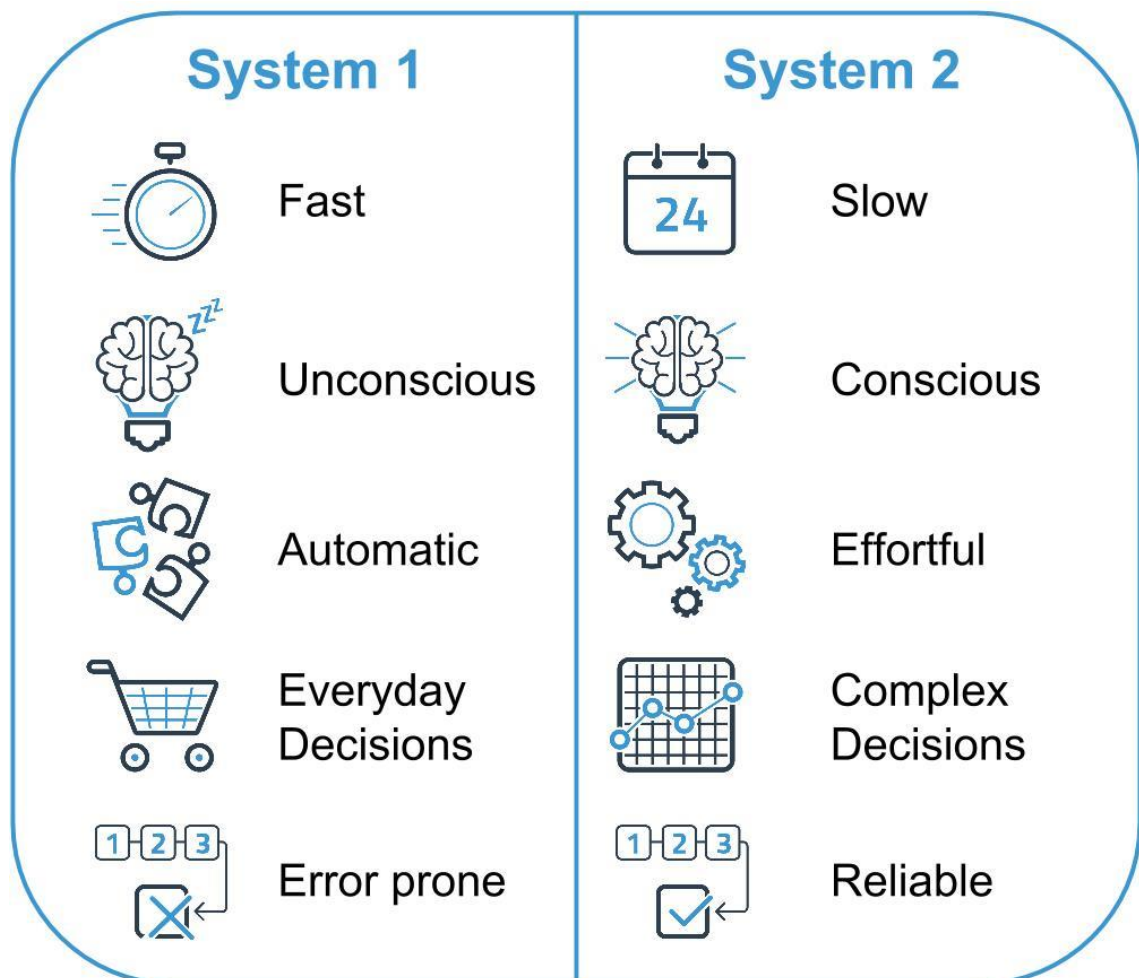 System 1
Fast
zzz
Unconscious
Automatic
Everyday
Decisions
1 2 3
Error prone
System 2
24
Slow
Conscious
Effortful
Complex
Decisions
1 2 3
Reliable